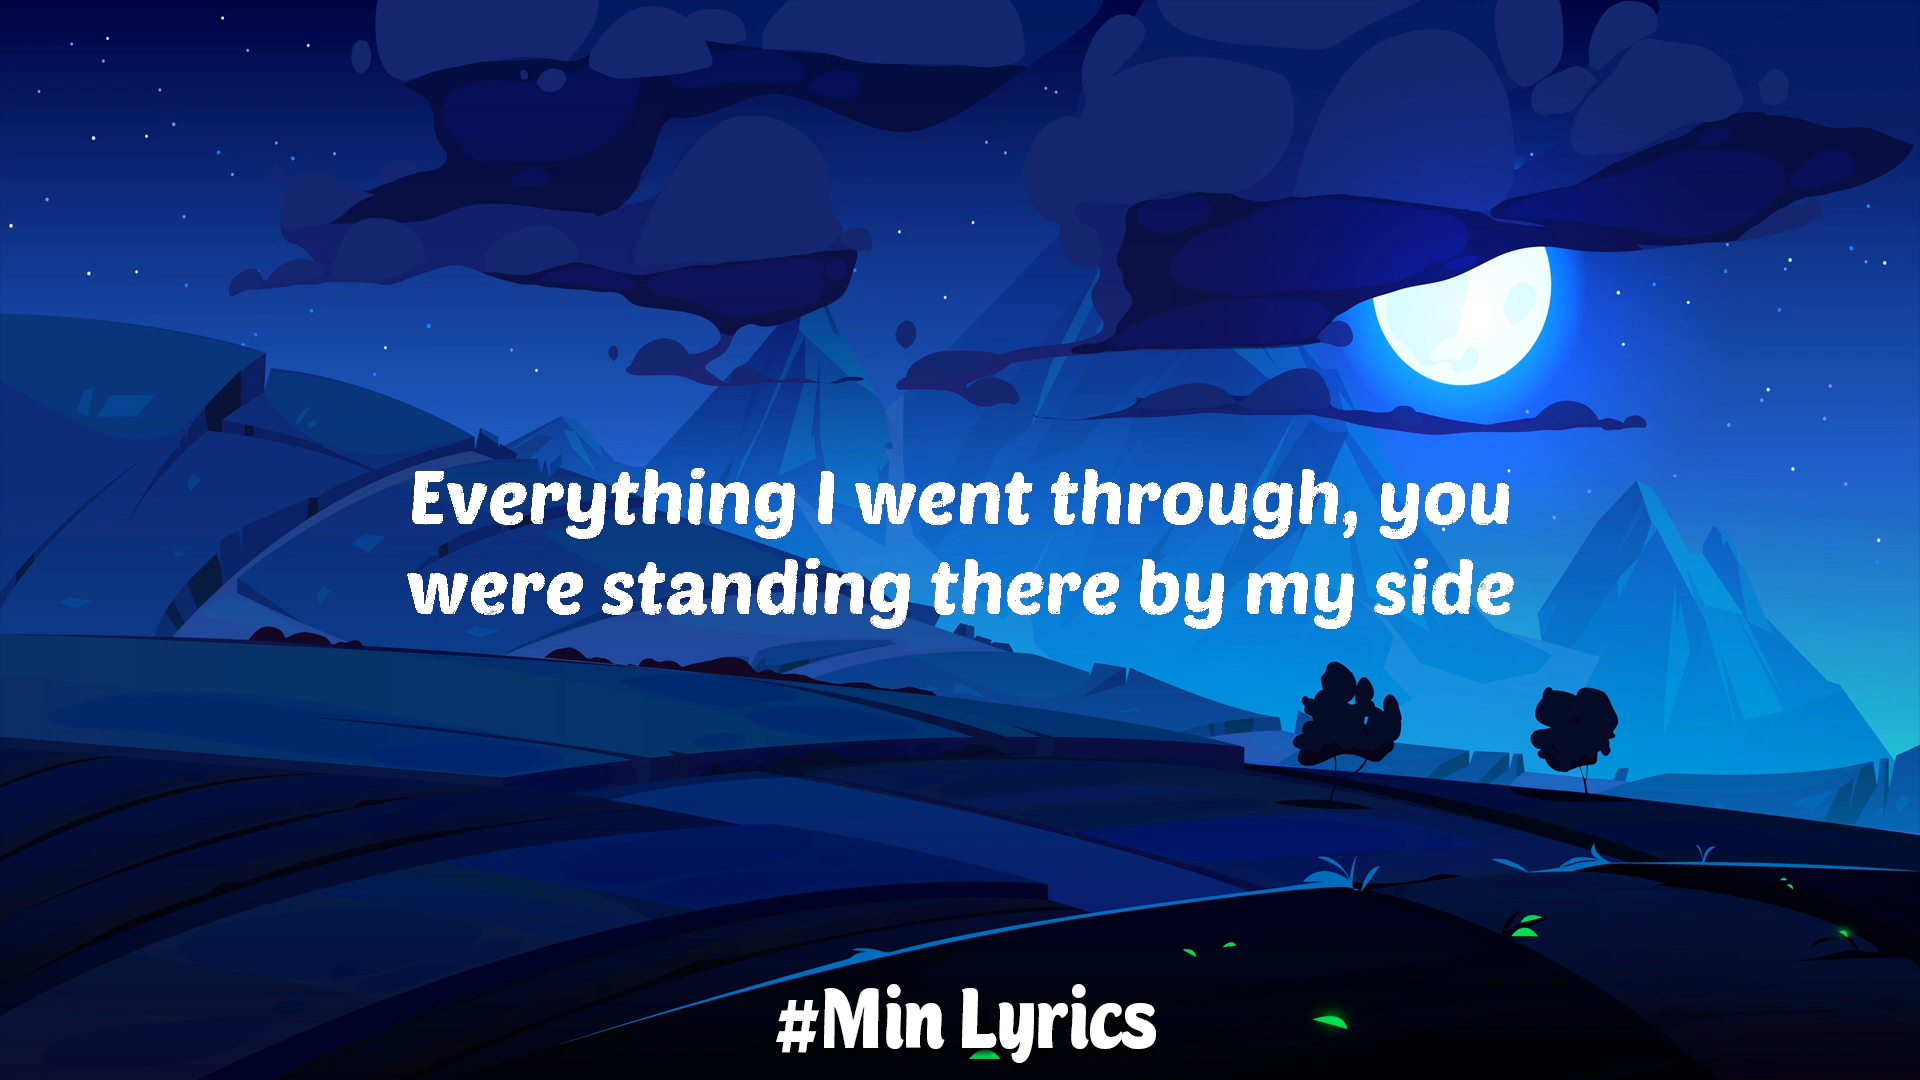 Everything I went through, you
were standing there by my side
#Min Lyrics